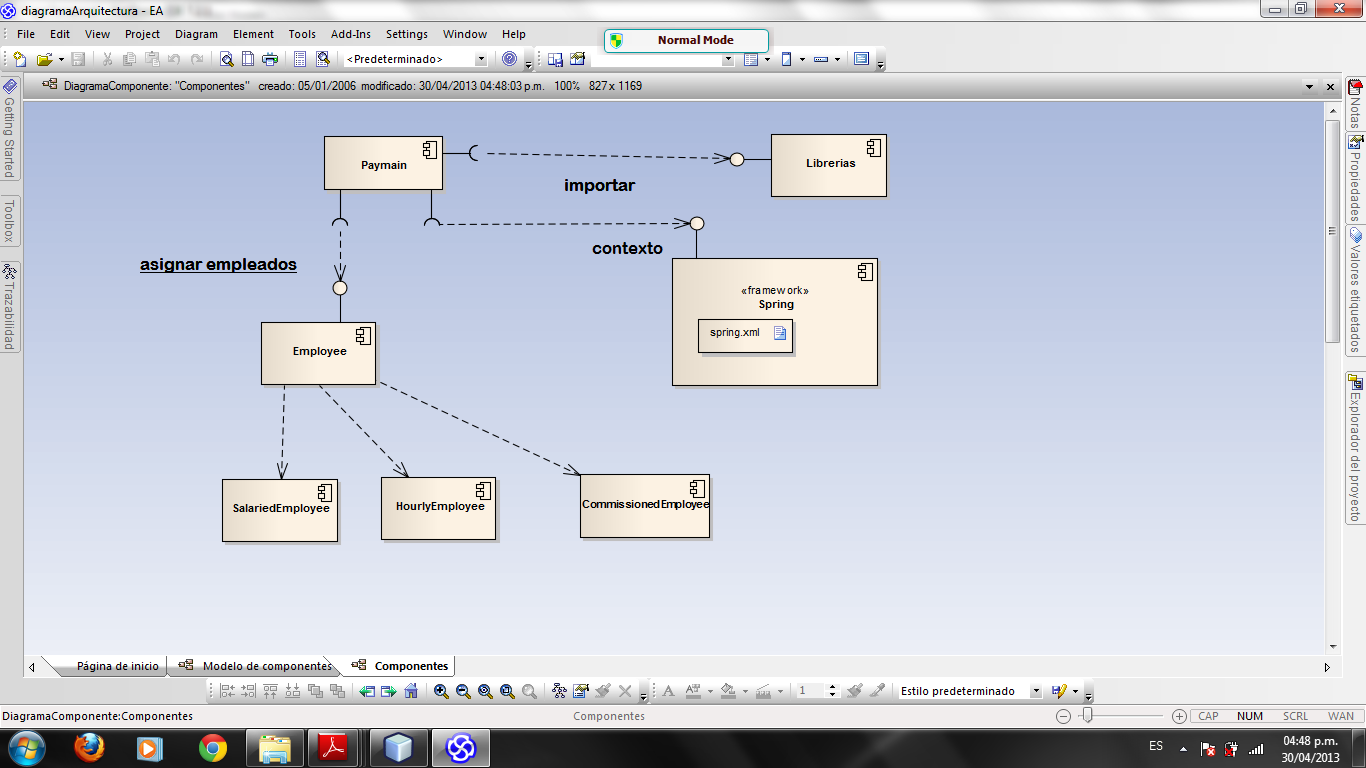 diagramaArquitectura - EA
File Edit View Project Diagram Element Tools Add-Ins Settings Window Help
Normal Mode
<Predeterminado>
DiagramaComponente: "Componentes" creado: 05/01/2006 modificado: 30/04/2013 04:48:03 p.m. 100% 827 x 1169
Getting Started
Toolbox
Trazabilidad
Paymain
Librerias
importar
contexto
asignar empleados
«framework»
Spring
spring.xml
Employee
SalariedEmployee
HourlyEmployee
CommissionedEmployee
Notas
Propiedades
Valores etiquetados
Explorador del proyecto
Página de inicio Modelo de componentes Componentes
1 Estilo predeterminado
DiagramaComponente:Componentes Componentes CAP NUM SCRL WAN
ES 04:48 p.m.
30/04/2013